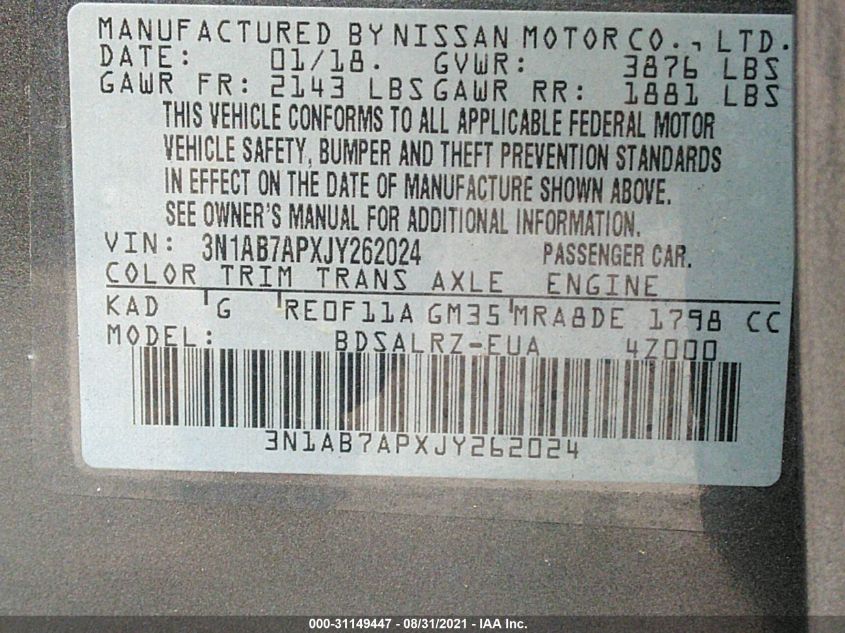 MANUFACTURED BY NISSAN MOTOR CO., LTD.
DATE: 01/18. GVWR: 3876 LBS
GAWR FR: 2143 LBS GAWR RR: 1881 LBS
THIS VEHICLE CONFORMS TO ALL APPLICABLE FEDERAL MOTOR
VEHICLE SAFETY, BUMPER AND THEFT PREVENTION STANDARDS
IN EFFECT ON THE DATE OF MANUFACTURE SHOWN ABOVE.
SEE OWNER'S MANUAL FOR ADDITIONAL INFORMATION.
VIN: 3N1AB7APXJY262024 PASSENGER CAR.
COLOR TRIM TRANS AXLE ENGINE
KAD G RE0F11A GM35 MRA8DE 1798 CC
MODEL: BDSALRZ-EUA 4Z000
3N1AB7APXJY262024
000-31149447 - 08/31/2021 - IAA Inc.